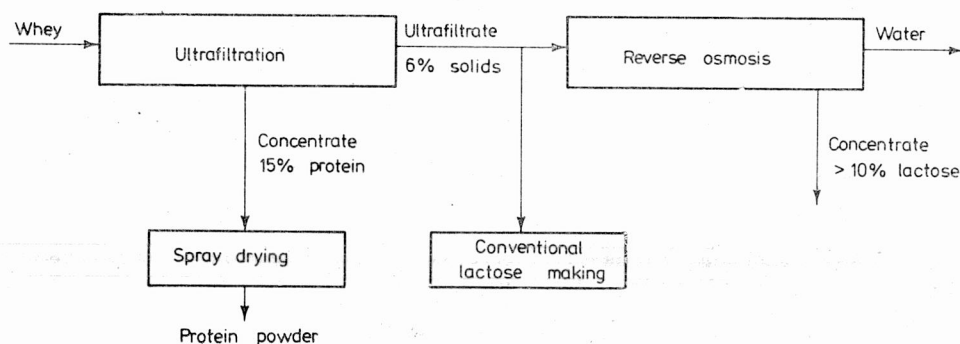 Whey
Ultrafiltration
Ultrafiltrate
6% solids
Reverse osmosis
Water
Concentrate
15% protein
Concentrate
> 10% lactose
Spray drying
Conventional
lactose making
Protein powder